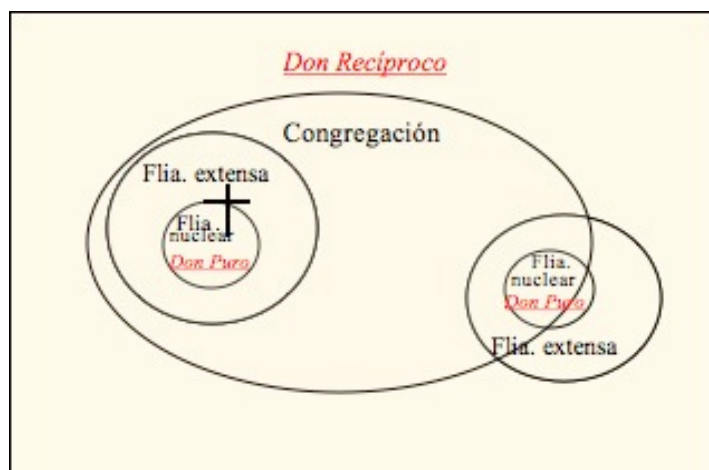 Don Recíproco
Congregación
Flia. extensa
Flia.
nuclear
Don Puro
Flia.
nuclear
Don Puro
Flia. extensa